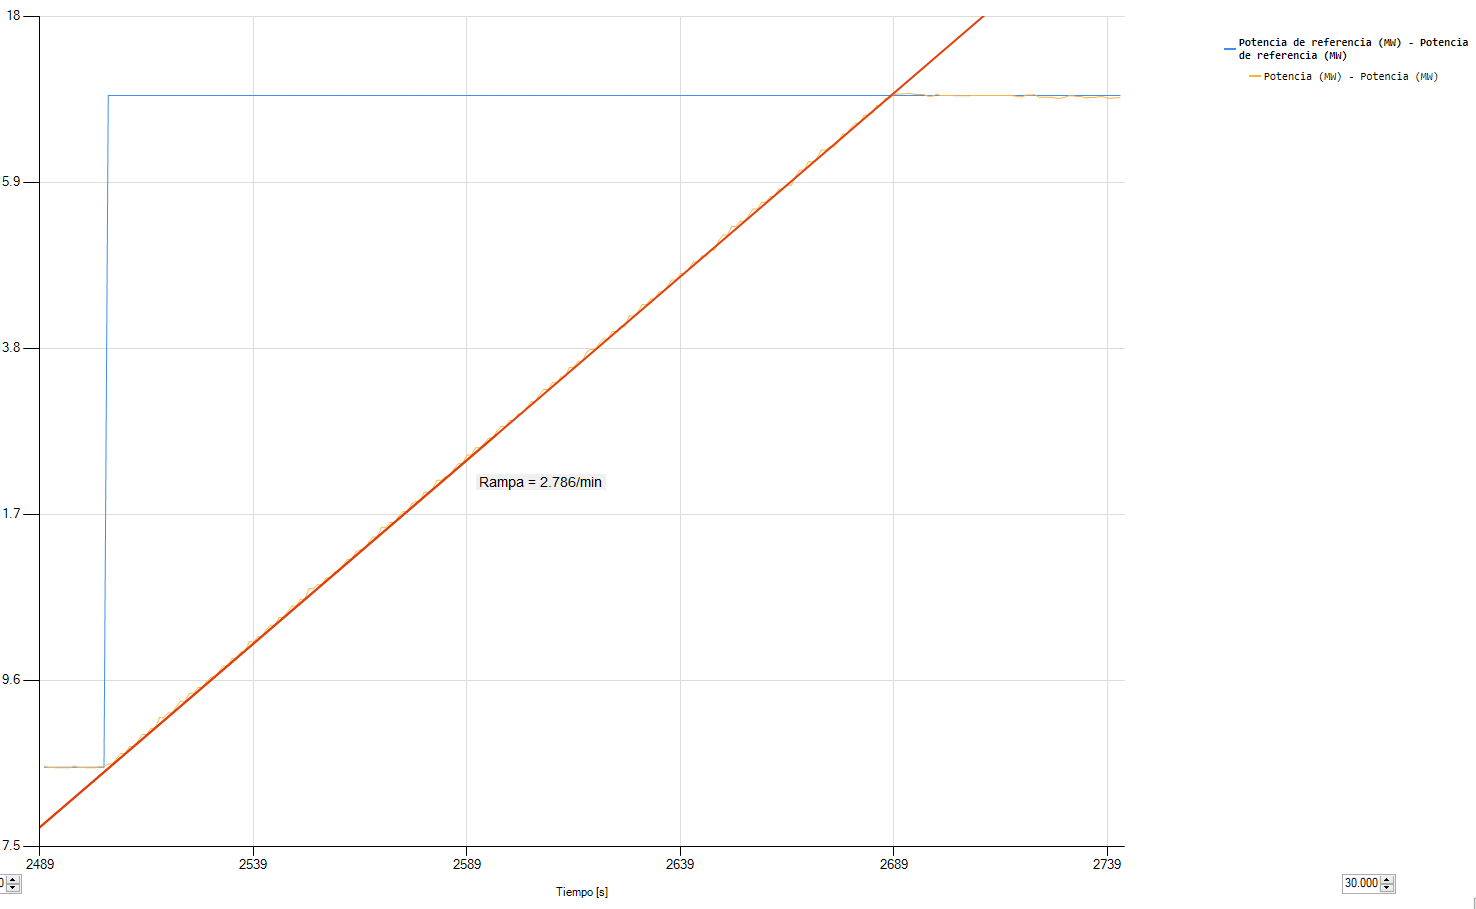 18
Potencia de referencia (MW) - Potencia
de referencia (MW)
Potencia (MW) - Potencia (MW)
5.9
3.8
Rampa = 2.786/min
1.7
9.6
7.5
2489 2539 2589 2639 2689 2739
0 30.000
Tiempo [s]